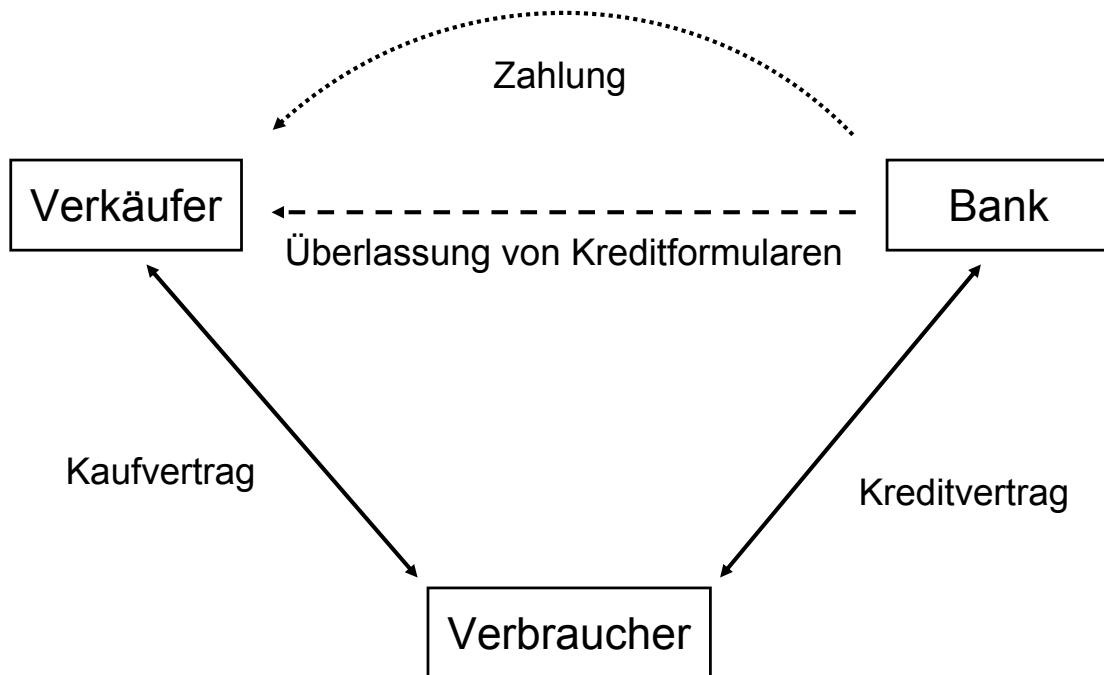 Zahlung
Verkäufer
Bank
Überlassung von Kreditformularen
Kaufvertrag
Kreditvertrag
Verbraucher